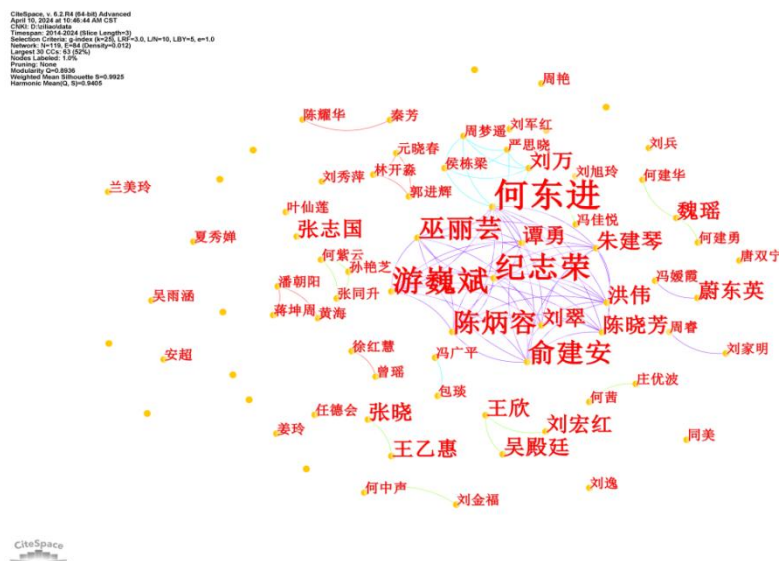 CiteSpace, v. 6.2.R4 (64-bit) Advanced
April 10, 2024 at 10:46:44 AM CST
CNKI: D:\ziliao\data
Timespan: 2014-2024 (Slice Length=3)
Selection Criteria: g-index (k=25), LRF=3.0, L/N=10, LBY=5, e=1.0
Network: N=119, E=84 (Density=0.012)
Largest 30 CCs: 63 (52%)
Nodes Labeled: 1.0%
Pruning: None
Modularity Q=0.8936
Weighted Mean Silhouette S=0.9925
Harmonic Mean(Q, S)=0.9405
周艳
陈耀华
秦芳
周梦遥
刘军红
元晓春
严思晓
刘兵
侯栋梁
刘万
林开淼
刘旭玲
何建华
刘秀萍
郭进辉
兰美玲
何东进
叶仙莲
魏瑶
张志国
巫丽芸
冯佳悦
谭勇
朱建琴
夏秀婵
何建勇
何紫云
唐双宁
孙艳芝
纪志荣
潘朝阳
游巍斌
冯媛霞
张同升
洪伟
蔚东英
吴雨涵
蒋坤周
黄海
陈炳容
刘翠
陈晓芳
周睿
徐红慧
冯广平
俞建安
刘家明
安超
曾瑶
庄优波
包琰
何茜
任德会
张晓
王欣
姜玲
刘宏红
同美
王乙惠
吴殿廷
何中声
刘逸
刘金福
CiteSpace